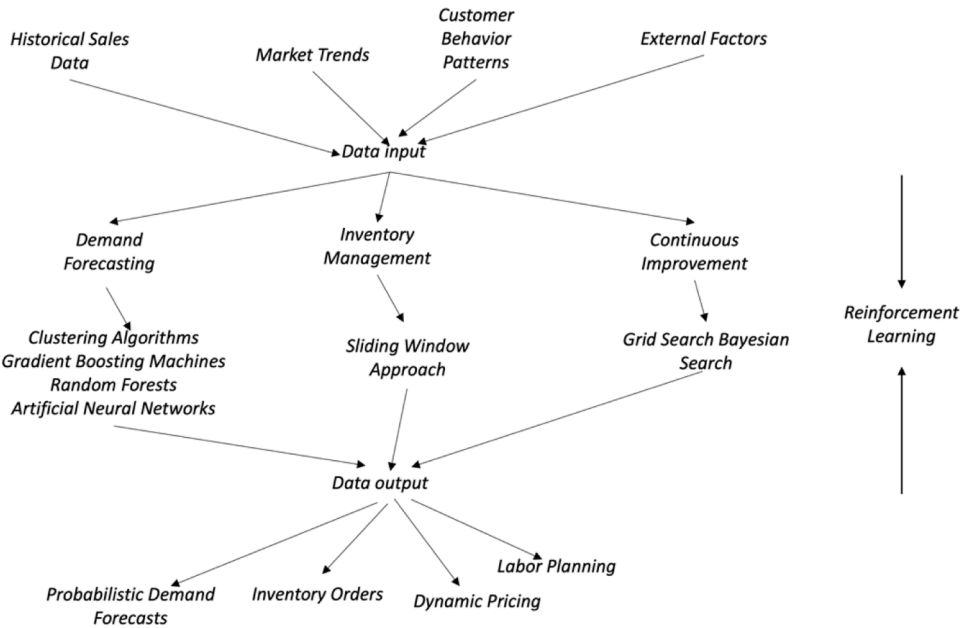 Historical Sales
Data
Market Trends
Customer
Behavior
Patterns
External Factors
Data input
Demand
Forecasting
Inventory
Management
Continuous
Improvement
Clustering Algorithms
Gradient Boosting Machines
Random Forests
Artificial Neural Networks
Sliding Window
Approach
Grid Search Bayesian
Search
Reinforcement
Learning
Data output
Probabilistic Demand
Forecasts
Inventory Orders
Dynamic Pricing
Labor Planning